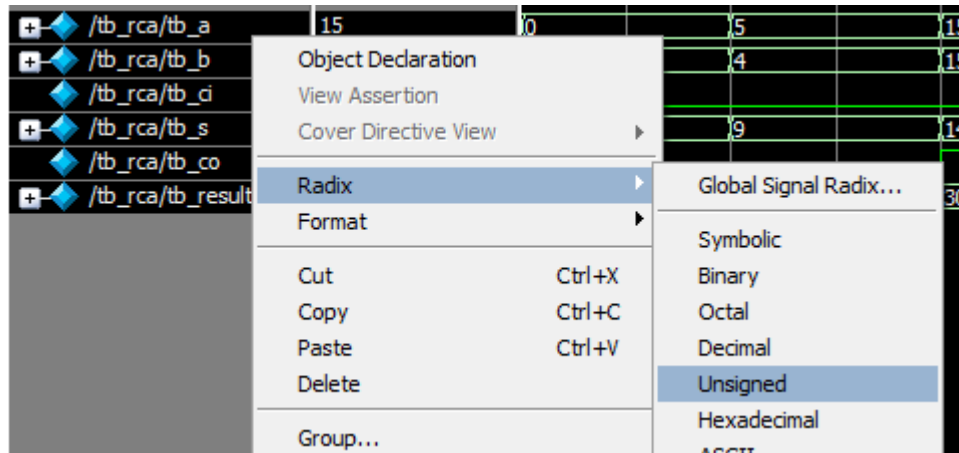 /tb_rca/tb_a 15 0 5
/tb_rca/tb_b 4
/tb_rca/tb_ci
/tb_rca/tb_s 9
/tb_rca/tb_co
/tb_rca/tb_result
Object Declaration
View Assertion
Cover Directive View
Radix
Format
Cut Ctrl+X
Copy Ctrl+C
Paste Ctrl+V
Delete
Group...
Global Signal Radix...
Symbolic
Binary
Octal
Decimal
Unsigned
Hexadecimal